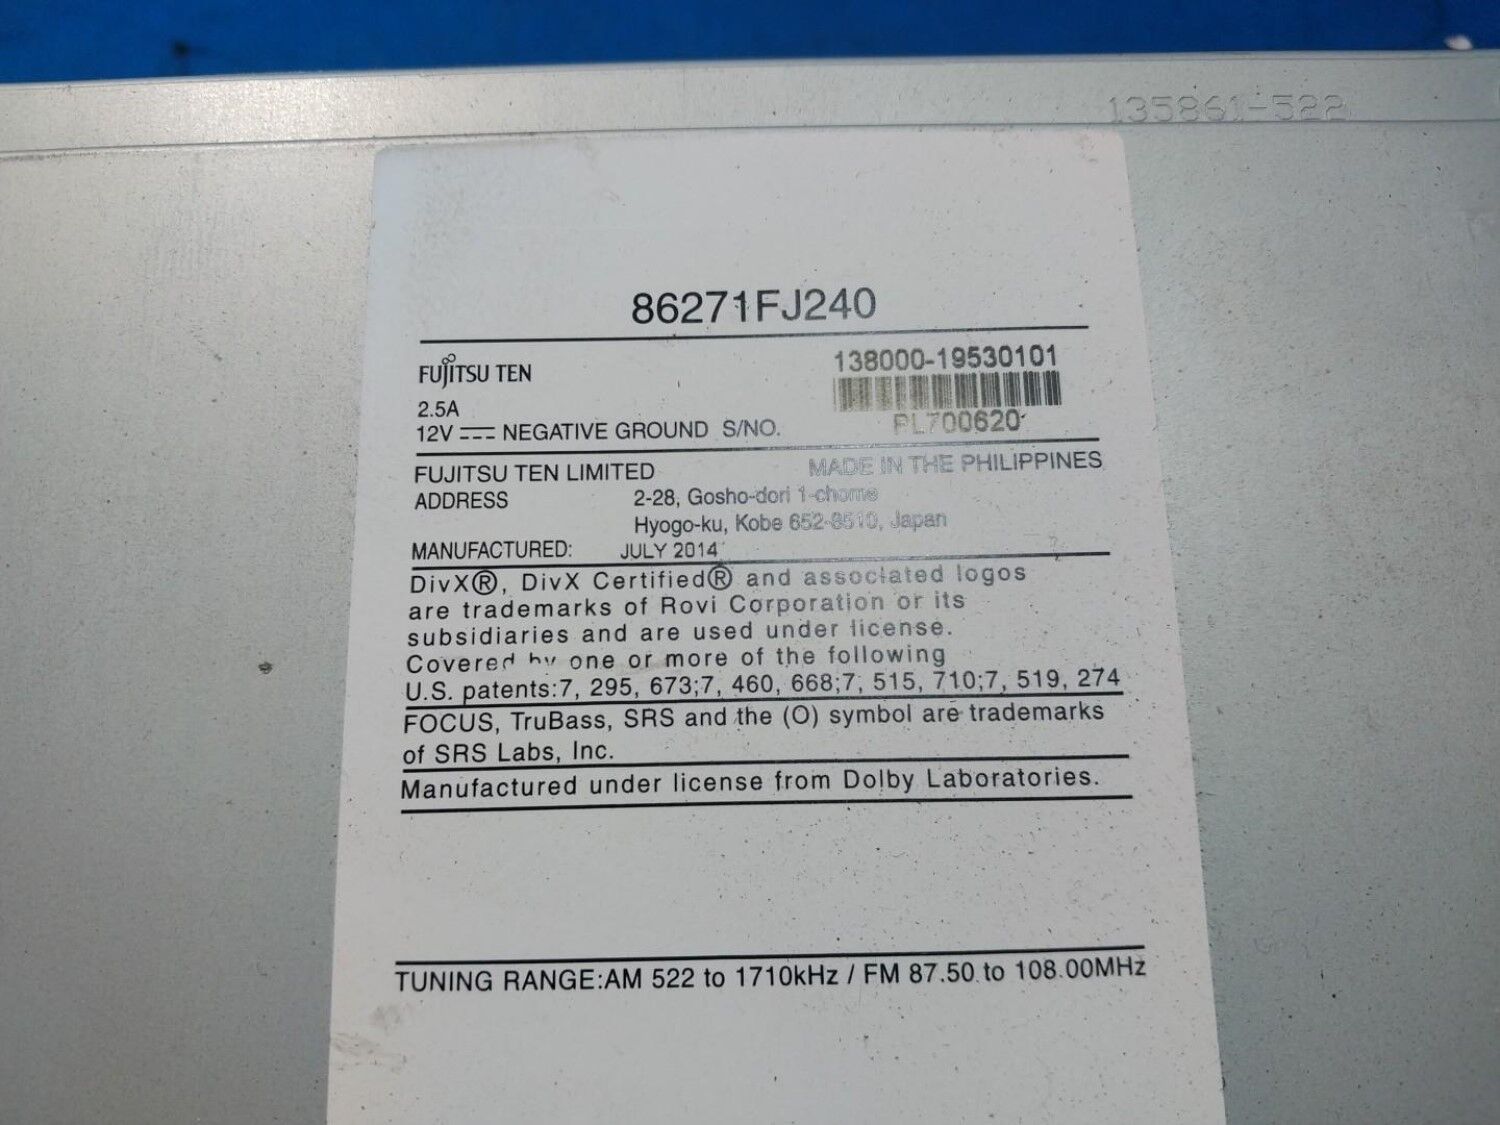 135861-522
86271FJ240
FUJITSU TEN
138000-19530101
2.5A
12V NEGATIVE GROUND S/NO.
PL700620
FUJITSU TEN LIMITED
MADE IN THE PHILIPPINES
ADDRESS 2-28, Gosho-dori 1-chome
Hyogo-ku, Kobe 652-8510, Japan
MANUFACTURED: JULY 2014
DivX®, DivX Certified® and associated logos
are trademarks of Rovi Corporation or its
subsidiaries and are used under license.
Covered by one or more of the following
U.S. patents:7, 295, 673;7, 460, 668;7, 515, 710;7, 519, 274
FOCUS, TruBass, SRS and the (O) symbol are trademarks
of SRS Labs, Inc.
Manufactured under license from Dolby Laboratories.
TUNING RANGE:AM 522 to 1710kHz / FM 87.50 to 108.00MHz